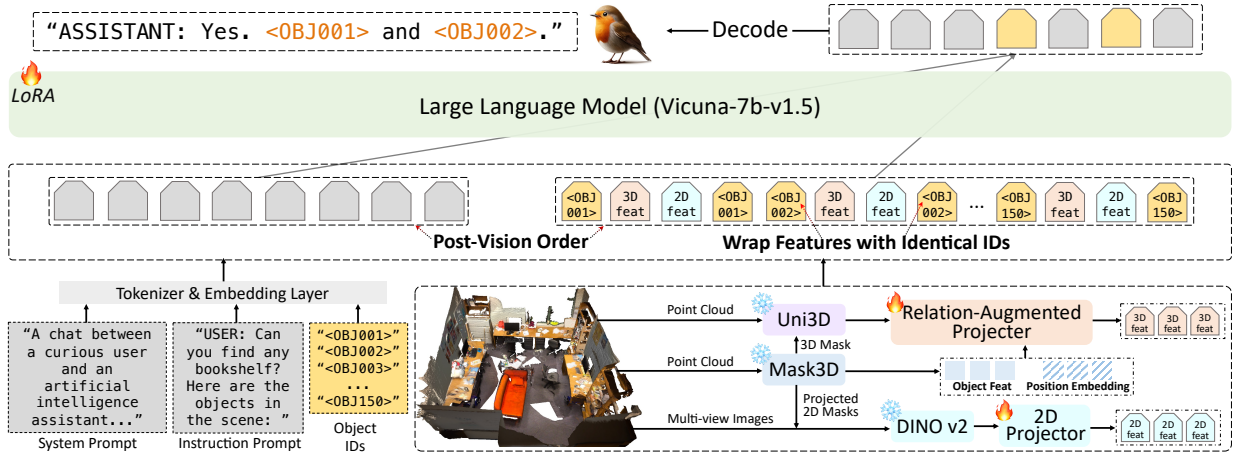 “ASSISTANT: Yes. <OBJ001> and <OBJ002>.”
Decode
LoRA
Large Language Model (Vicuna-7b-v1.5)
<OBJ
001>
3D
feat
2D
feat
<OBJ
001>
<OBJ
002>
3D
feat
2D
feat
<OBJ
002>
...
<OBJ
150>
3D
feat
2D
feat
<OBJ
150>
Post-Vision Order
Wrap Features with Identical IDs
Tokenizer & Embedding Layer
“A chat between
a curious user
and an
artificial
intelligence
assistant...”
System Prompt
“USER: Can
you find any
bookshelf?
Here are the
objects in
the scene: ”
Instruction Prompt
“<OBJ001>”
“<OBJ002>”
“<OBJ003>”
...
“<OBJ150>”
Object
IDs
Point Cloud
Uni3D
Relation-Augmented
Projecter
3D
feat
3D
feat
3D
feat
3D Mask
Point Cloud
Mask3D
Object Feat
Position Embedding
Projected
2D Masks
Multi-view Images
DINO v2
2D
Projector
2D
feat
2D
feat
2D
feat